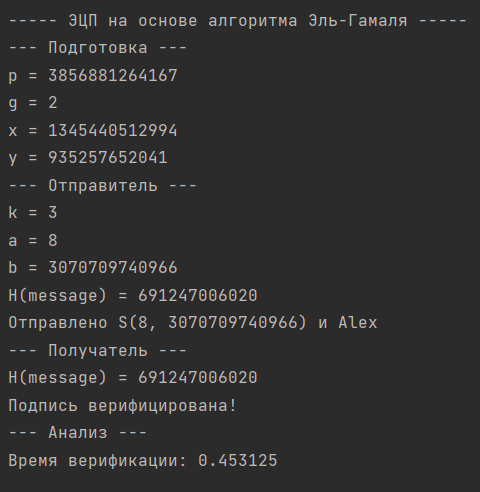 ----- ЭЦП на основе алгоритма Эль-Гамаля -----
--- Подготовка ---
p = 3856881264167
g = 2
x = 1345440512994
y = 935257652041
--- Отправитель ---
k = 3
a = 8
b = 3070709740966
H(message) = 691247006020
Отправлено S(8, 3070709740966) и Alex
--- Получатель ---
H(message) = 691247006020
Подпись верифицирована!
--- Анализ ---
Время верификации: 0.453125